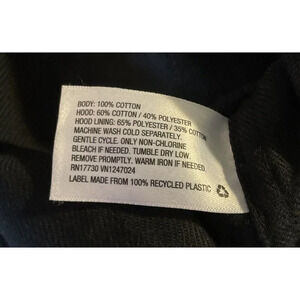 BODY: 100% COTTON
HOOD: 60% COTTON / 40% POLYESTER
HOOD LINING: 65% POLYESTER / 35% COTTON
MACHINE WASH COLD SEPARATELY.
GENTLE CYCLE. ONLY NON-CHLORINE
BLEACH IF NEEDED. TUMBLE DRY LOW.
REMOVE PROMPTLY. WARM IRON IF NEEDED.
RN17730 VN1247024
LABEL MADE FROM 100% RECYCLED PLASTIC